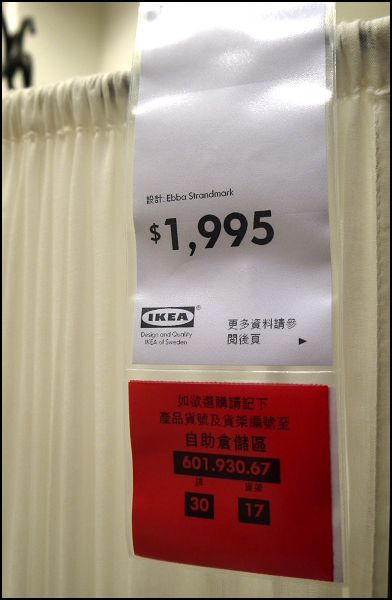 設計: Ebba Strandmark
$1,995
IKEA®
Design and Quality
IKEA of Sweden
更多資料請參
閱後頁 ▶
如欲選購請記下
產品貨號及貨架編號至
自助倉儲區
601.930.67
排 貨架
30 17